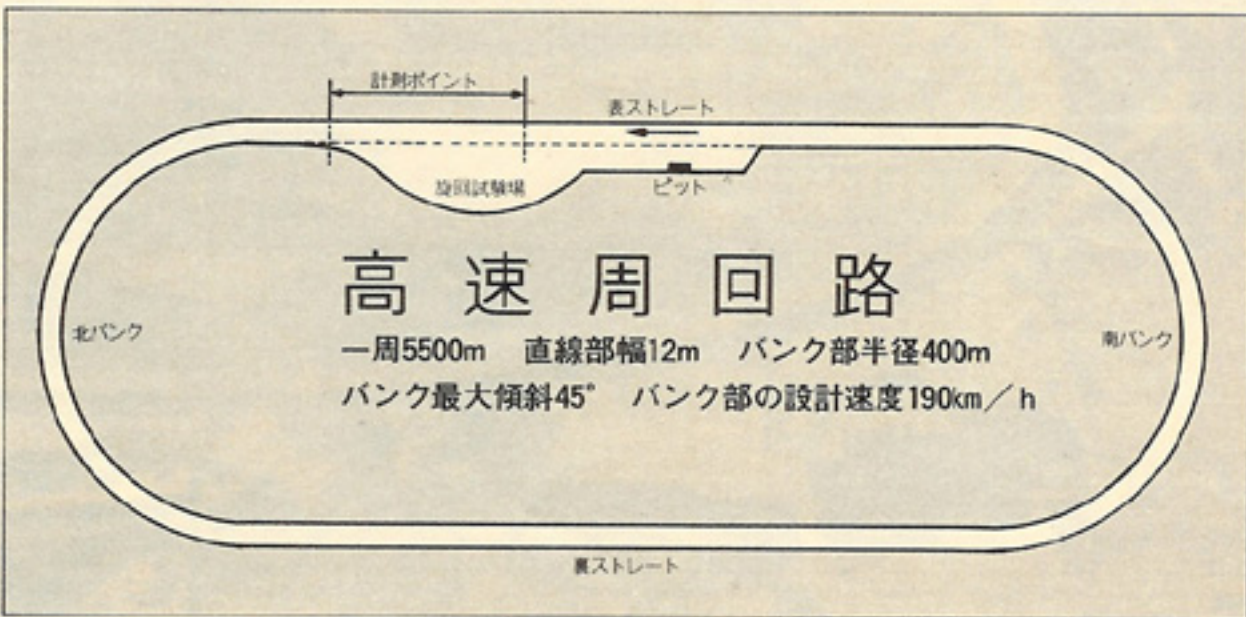 計測ポイント
表ストレート
旋回試験場
ピット
高速周回路
北バンク
一周5500m 直線部幅12m バンク部半径400m
南バンク
バンク最大傾斜45° バンク部の設計速度190km/h
裏ストレート